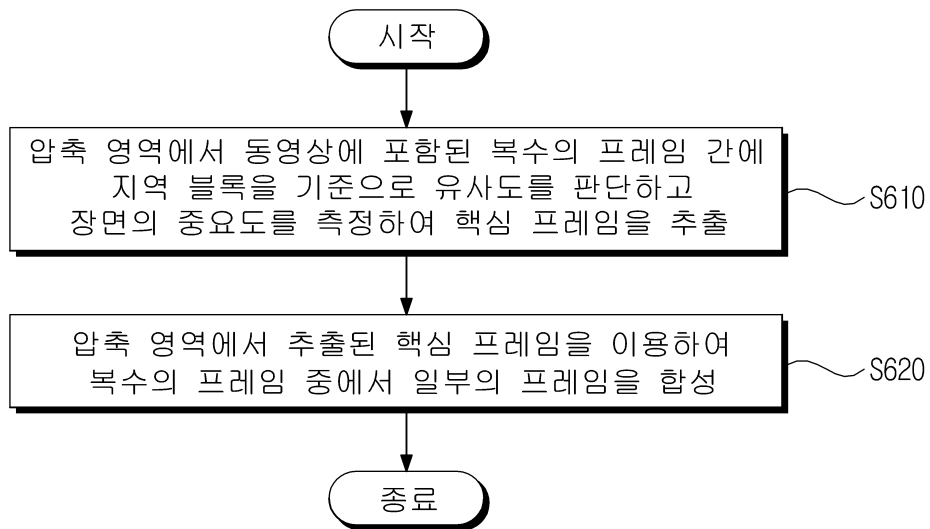 시작
압축 영역에서 동영상에 포함된 복수의 프레임 간에
지역 블록을 기준으로 유사도를 판단하고
장면의 중요도를 측정하여 핵심 프레임을 추출
S610
압축 영역에서 추출된 핵심 프레임을 이용하여
복수의 프레임 중에서 일부의 프레임을 합성
S620
종료